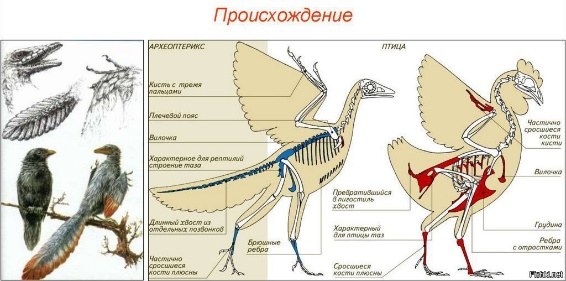 Происхождение
АРХЕОПТЕРИКС
Кисть с тремя
пальцами
Плечевой пояс
Вилочка
Характерное для рептилий
строение таза
Длинный хвост из
отдельных позвонков
Частично
сросшиеся
кости плюсны
Брюшные
ребра
ПТИЦА
Частично
сросшиеся
кости
кисти
Вилочка
Превратившийся
в пигостиль
хвост
Характерный
для птицы таз
Сросшиеся
кости плюсны
Грудина
Ребра
с отростками
Fishki.net